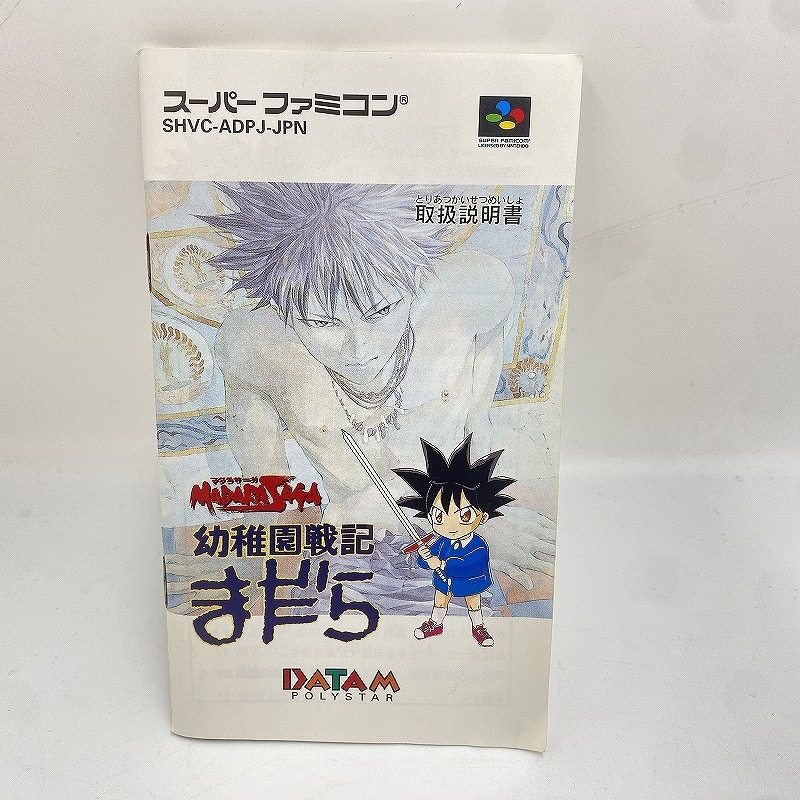 スーパーファミコン®
SHVC-ADPJ-JPN
SUPER FAMICOM
LICENSED BY NINTENDO
とりあつかいせつめいしょ
取扱説明書
マダラサーガ
MADARA SAGA
幼稚園戦記
まだら
DATAM
POLYSTAR